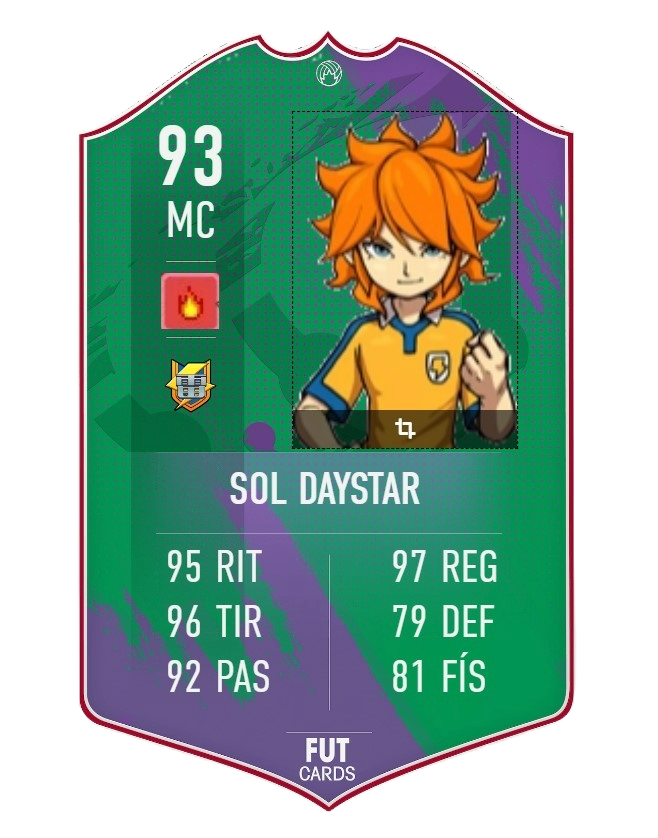 93
MC
SOL DAYSTAR
95 RIT
96 TIR
92 PAS
97 REG
79 DEF
81 FÍS
FUT
CARDS